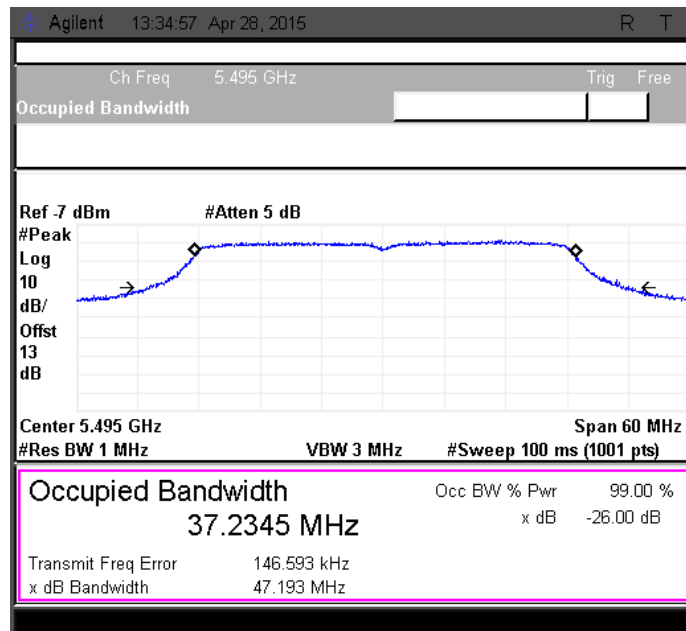 Agilent 13:34:57 Apr 28, 2015 R T
Ch Freq 5.495 GHz Trig Free
Occupied Bandwidth
Ref -7 dBm #Atten 5 dB
#Peak
Log
10
dB/
Offst
13
dB
Center 5.495 GHz Span 60 MHz
#Res BW 1 MHz VBW 3 MHz #Sweep 100 ms (1001 pts)
Occupied Bandwidth Occ BW % Pwr 99.00 %
37.2345 MHz x dB -26.00 dB
Transmit Freq Error 146.593 kHz
x dB Bandwidth 47.193 MHz